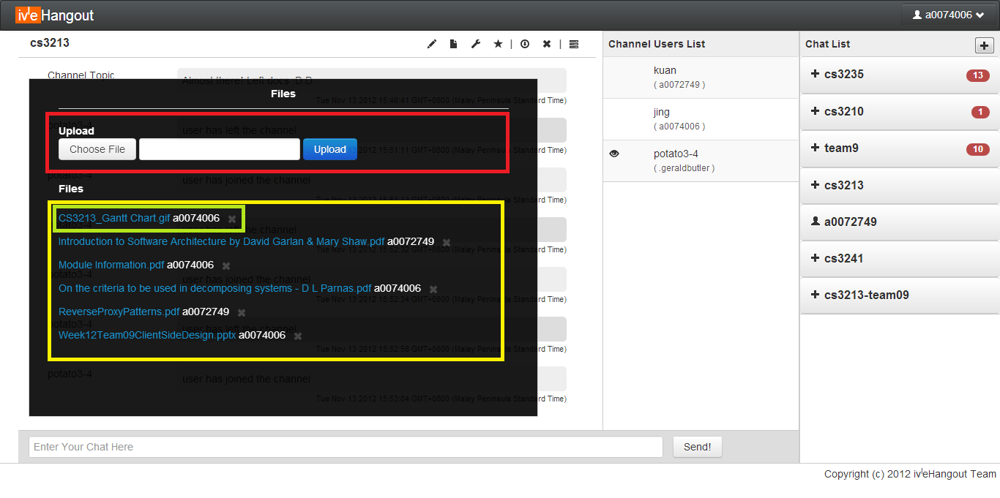 ivleHangout
a0074006
cs3213
Channel Topic
Almost there! Left docs :D:D
Tue Nov 13 2012 15:48:41 GMT+0800 (Malay Peninsula Standard Time)
Files
user has left the channel
Upload
Choose File
Upload
2012 15:51:11 GMT+0800 (Malay Peninsula Standard Time)
potato3-4
user has joined the channel
Files
CS3213_Gantt Chart.gif a0074006
Introduction to Software Architecture by David Garlan & Mary Shaw.pdf a0072749
Tue Nov 13 2012 15:52:32 GMT+0800 (Malay Peninsula Standard Time)
Module Information.pdf a0074006
potato3-4
user has joined the channel
On the criteria to be used in decomposing systems - D L Parnas.pdf a0074006
Tue Nov 13 2012 15:52:34 GMT+0800 (Malay Peninsula Standard Time)
ReverseProxyPatterns.pdf a0072749
potato3-4
user has left the channel
Week12Team09ClientSideDesign.pptx a0074006
Tue Nov 13 2012 15:52:58 GMT+0800 (Malay Peninsula Standard Time)
potato3-4
user has joined the channel
Tue Nov 13 2012 15:53:04 GMT+0800 (Malay Peninsula Standard Time)
Enter Your Chat Here
Send!
Channel Users List
kuan
( a0072749 )
jing
( a0074006 )
potato3-4
( .geraldbutler )
Chat List
cs3235
13
cs3210
1
team9
10
cs3213
a0072749
cs3241
cs3213-team09
Copyright (c) 2012 ivleHangout Team